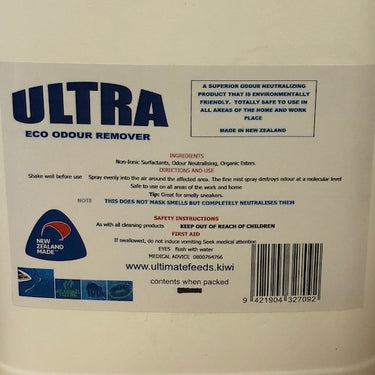 ULTRA
ECO ODOUR REMOVER
A SUPERIOR ODOUR NEUTRALIZING
PRODUCT THAT IS ENVIRONMENTALLY
FRIENDLY. TOTALLY SAFE TO USE IN
ALL AREAS OF THE HOME AND WORK
PLACE
MADE IN NEW ZEALAND
INGREDIENTS
Non-Ionic Surfactants, Odour Neutralising, Organic Esters.
DIRECTIONS AND USE
Shake well before use Spray evenly into the air around the affected area. The fine mist spray destroys odour at a molecular level
Safe to use on all areas of the work and home
Tip: Great for smelly sneakers.
NOTE THIS DOES NOT MASK SMELLS BUT COMPLETELY NEUTRALISES THEM
SAFETY INSTRUCTIONS
As with all cleaning products KEEP OUT OF REACH OF CHILDREN
FIRST AID
If swallowed, do not induce vomiting Seek medical attention
EYES flush with water
MEDICAL ADVICE 0800764766
NEW
ZEALAND
MADE
www.ultimatefeeds.kiwi
contents when packed
9 421904 327092